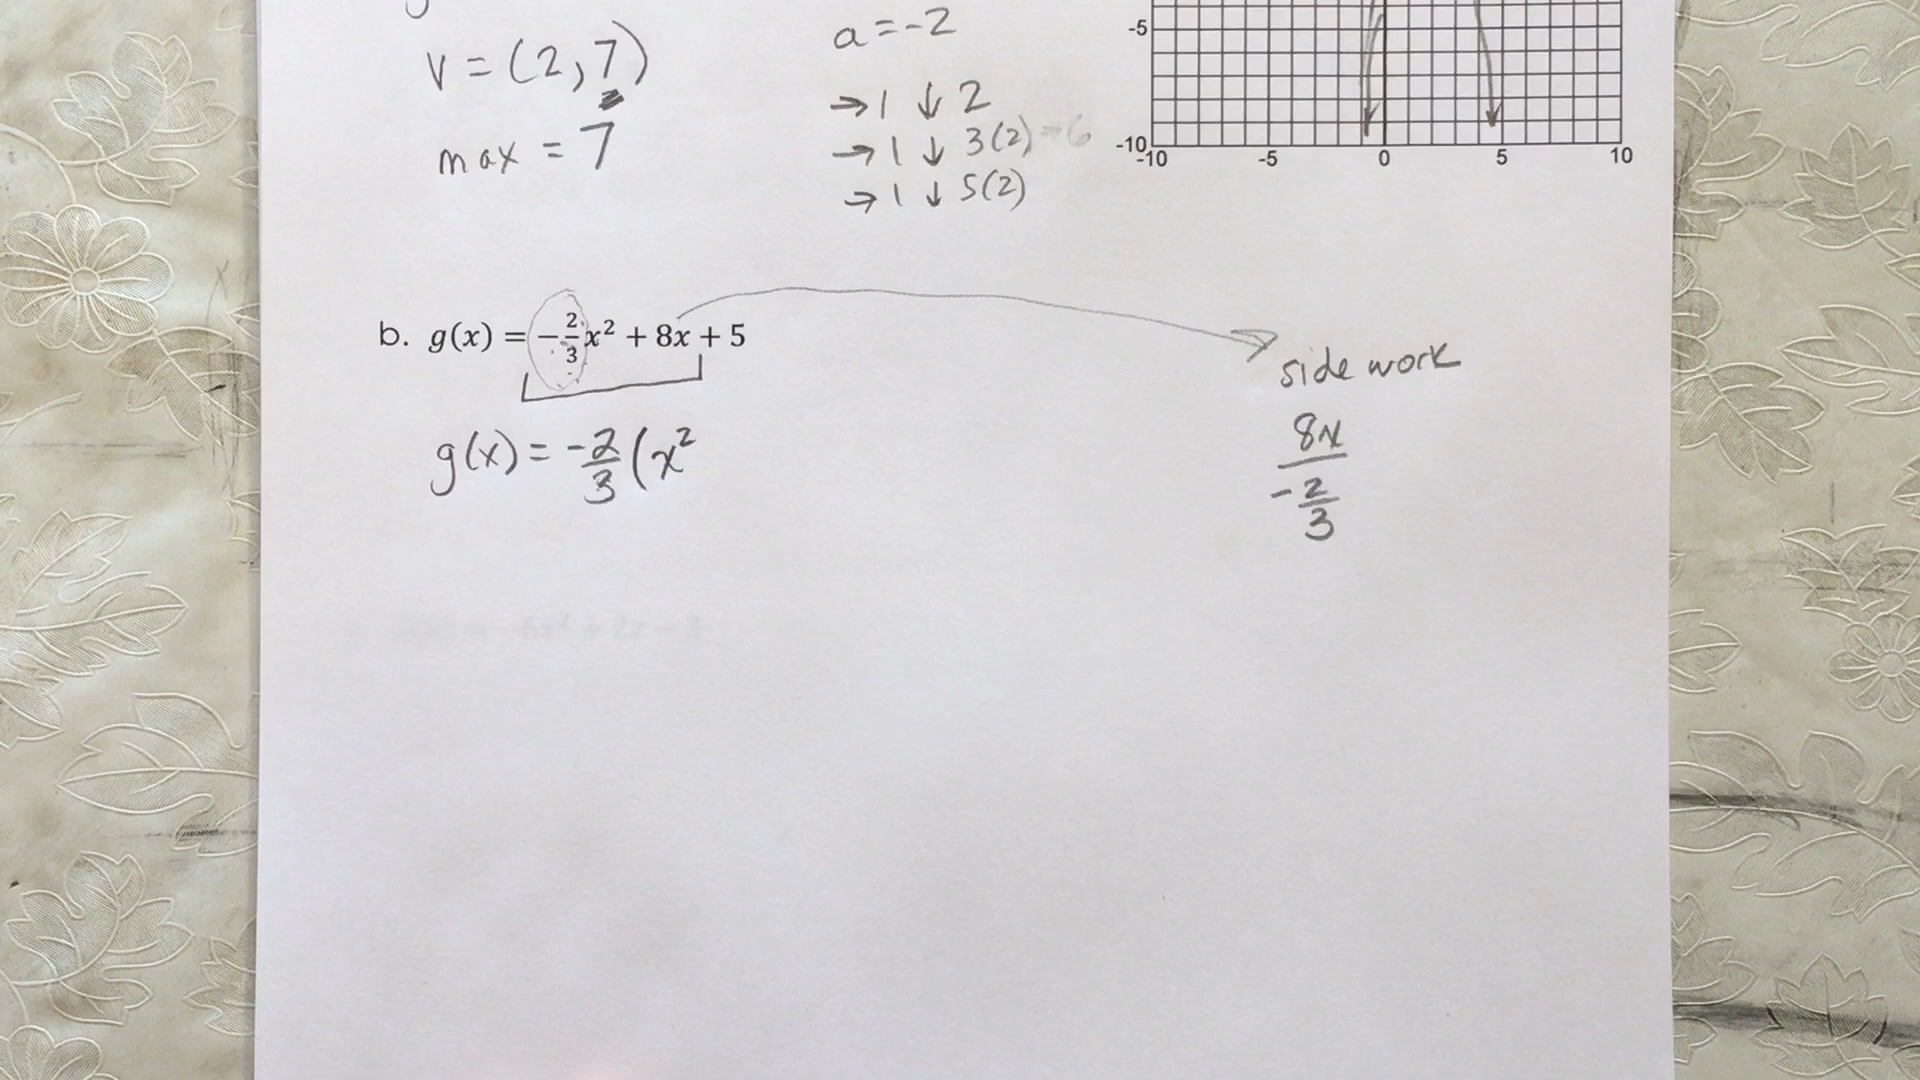 v = (2, 7)
max = 7
a = -2
→ 1 ↓ 2
→ 1 ↓ 3(2) = 6
→ 1 ↓ 5(2)
-5
-10
-10 -5 0 5 10
b. g(x) = −2/3x² + 8x + 5
side work
g(x) = -2/3(x²
8x
-2/3